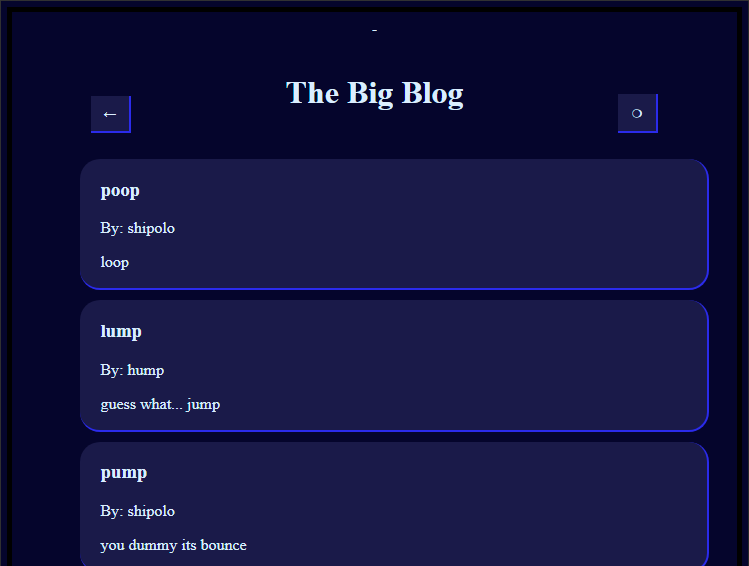 -
The Big Blog
←
❍
poop
By: shipolo
loop
lump
By: hump
guess what... jump
pump
By: shipolo
you dummy its bounce